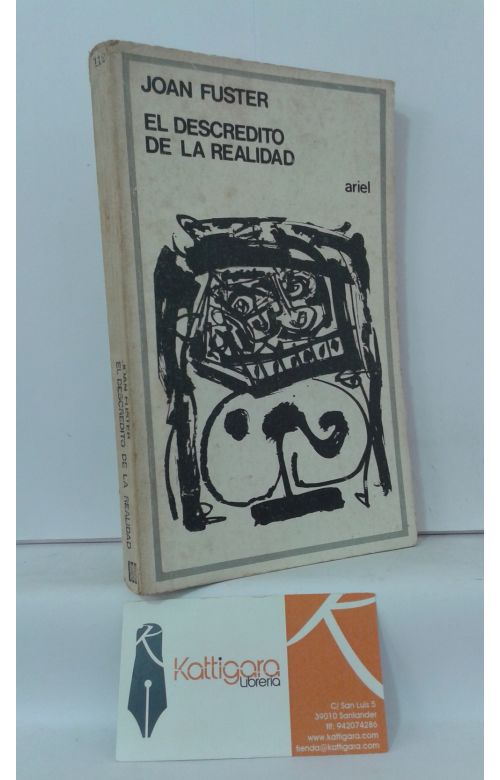 110
JOAN FUSTER
EL DESCREDITO
DE LA REALIDAD
ariel
JOAN FUSTER
EL DESCREDITO DE LA REALIDAD
Kattigara
Librería
C/ San Luis 5
39010 Santander
tlf: 942074286
www.kattigara.com
tienda@kattigara.com